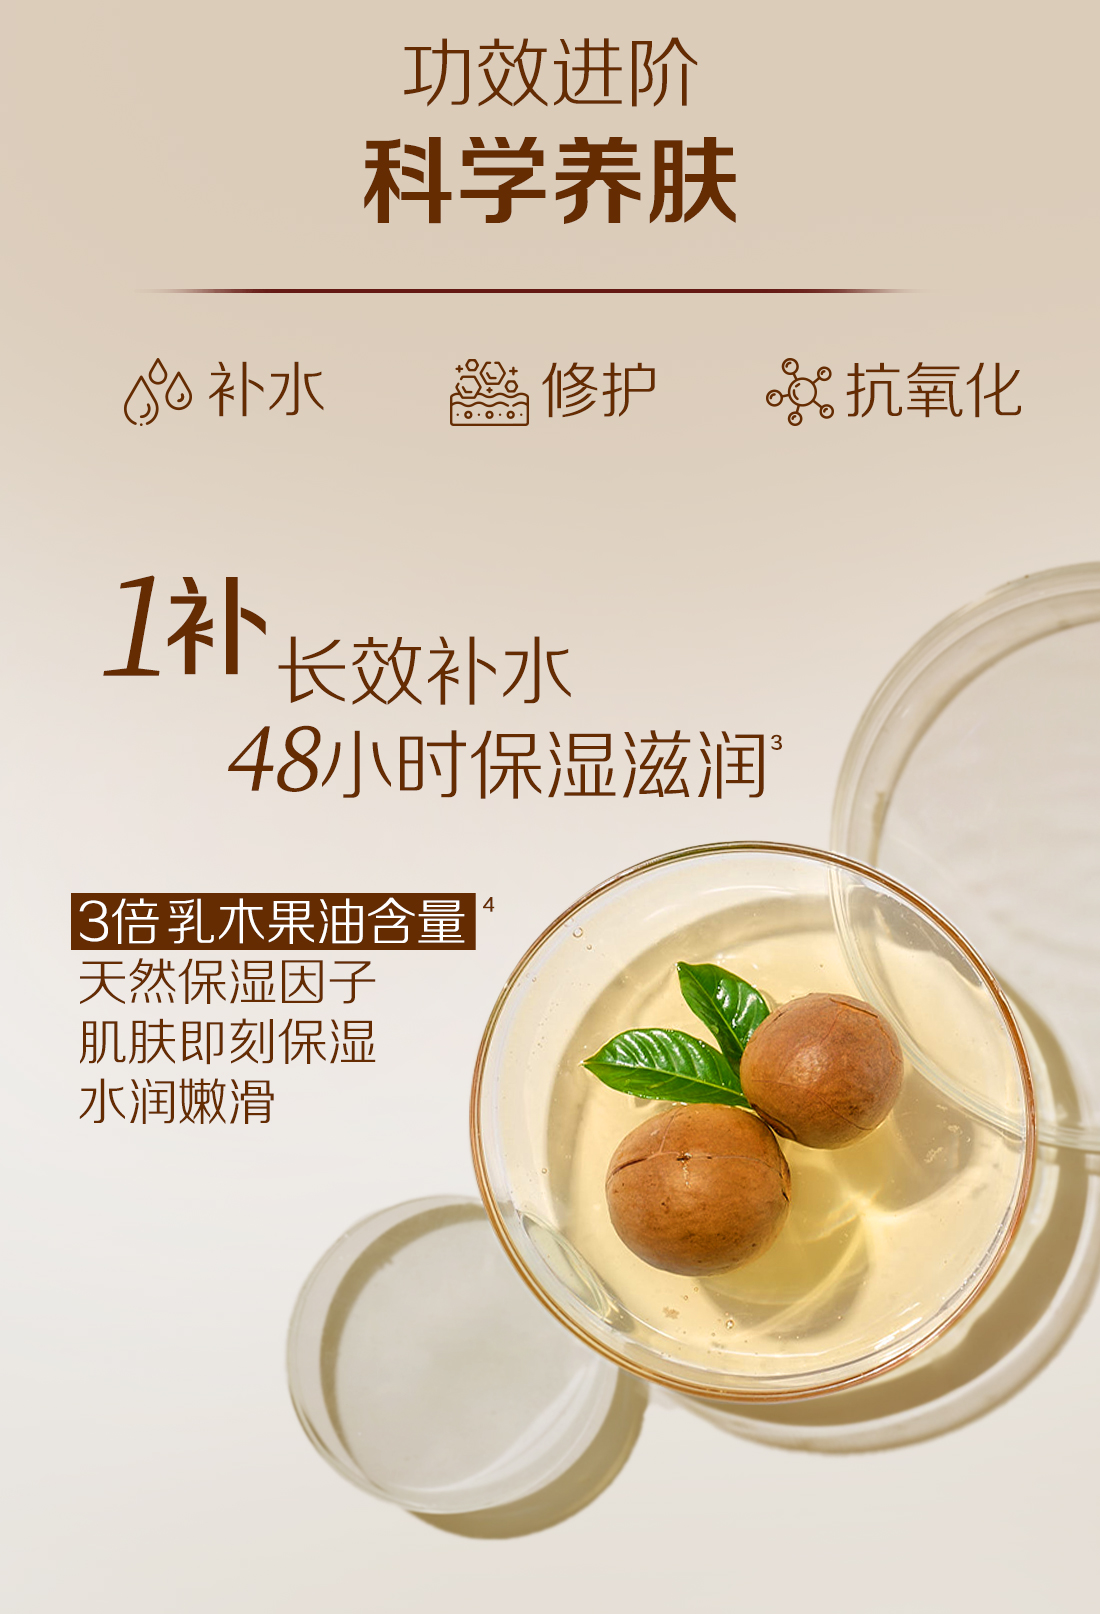 功效进阶
科学养肤
补水 修护 抗氧化
1补 长效补水
48小时保湿滋润3
3倍乳木果油含量4
天然保湿因子
肌肤即刻保湿
水润嫩滑